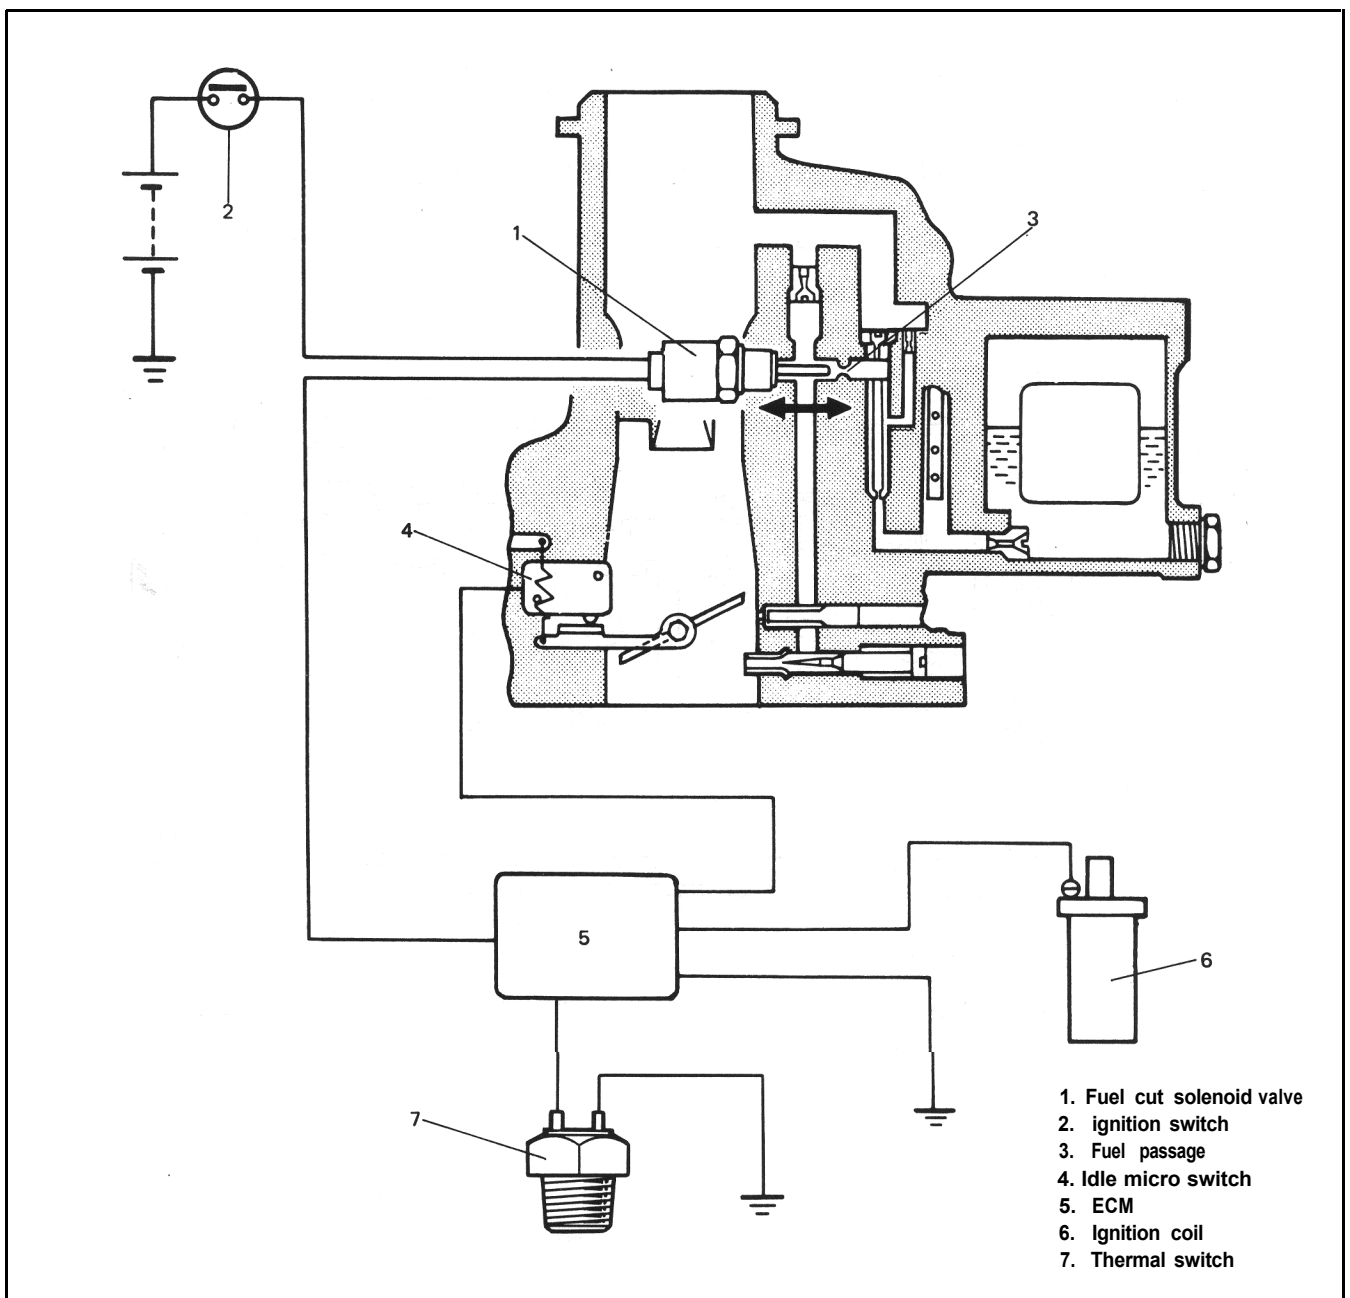 2
1
3
4
5
6
7
1. Fuel cut solenoid valve
2. ignition switch
3. Fuel passage
4. Idle micro switch
5. ECM
6. Ignition coil
7. Thermal switch